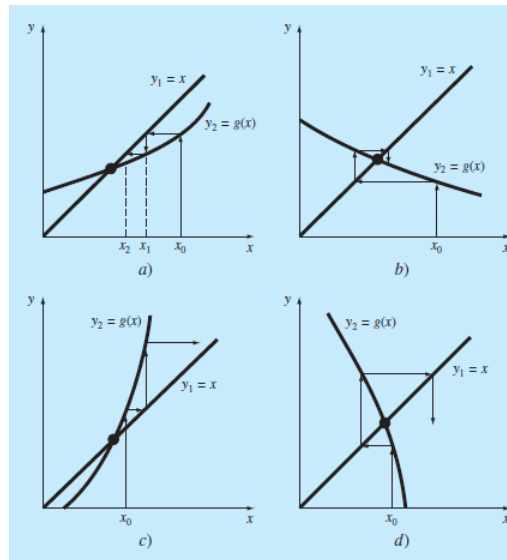 y
y₁ = x
y₂ = g(x)
x₂ x₁ x₀ x
a)
y
y₁ = x
y₂ = g(x)
x₀ x
b)
y
y₂ = g(x)
y₁ = x
x₀ x
c)
y
y₂ = g(x)
y₁ = x
x₀ x
d)